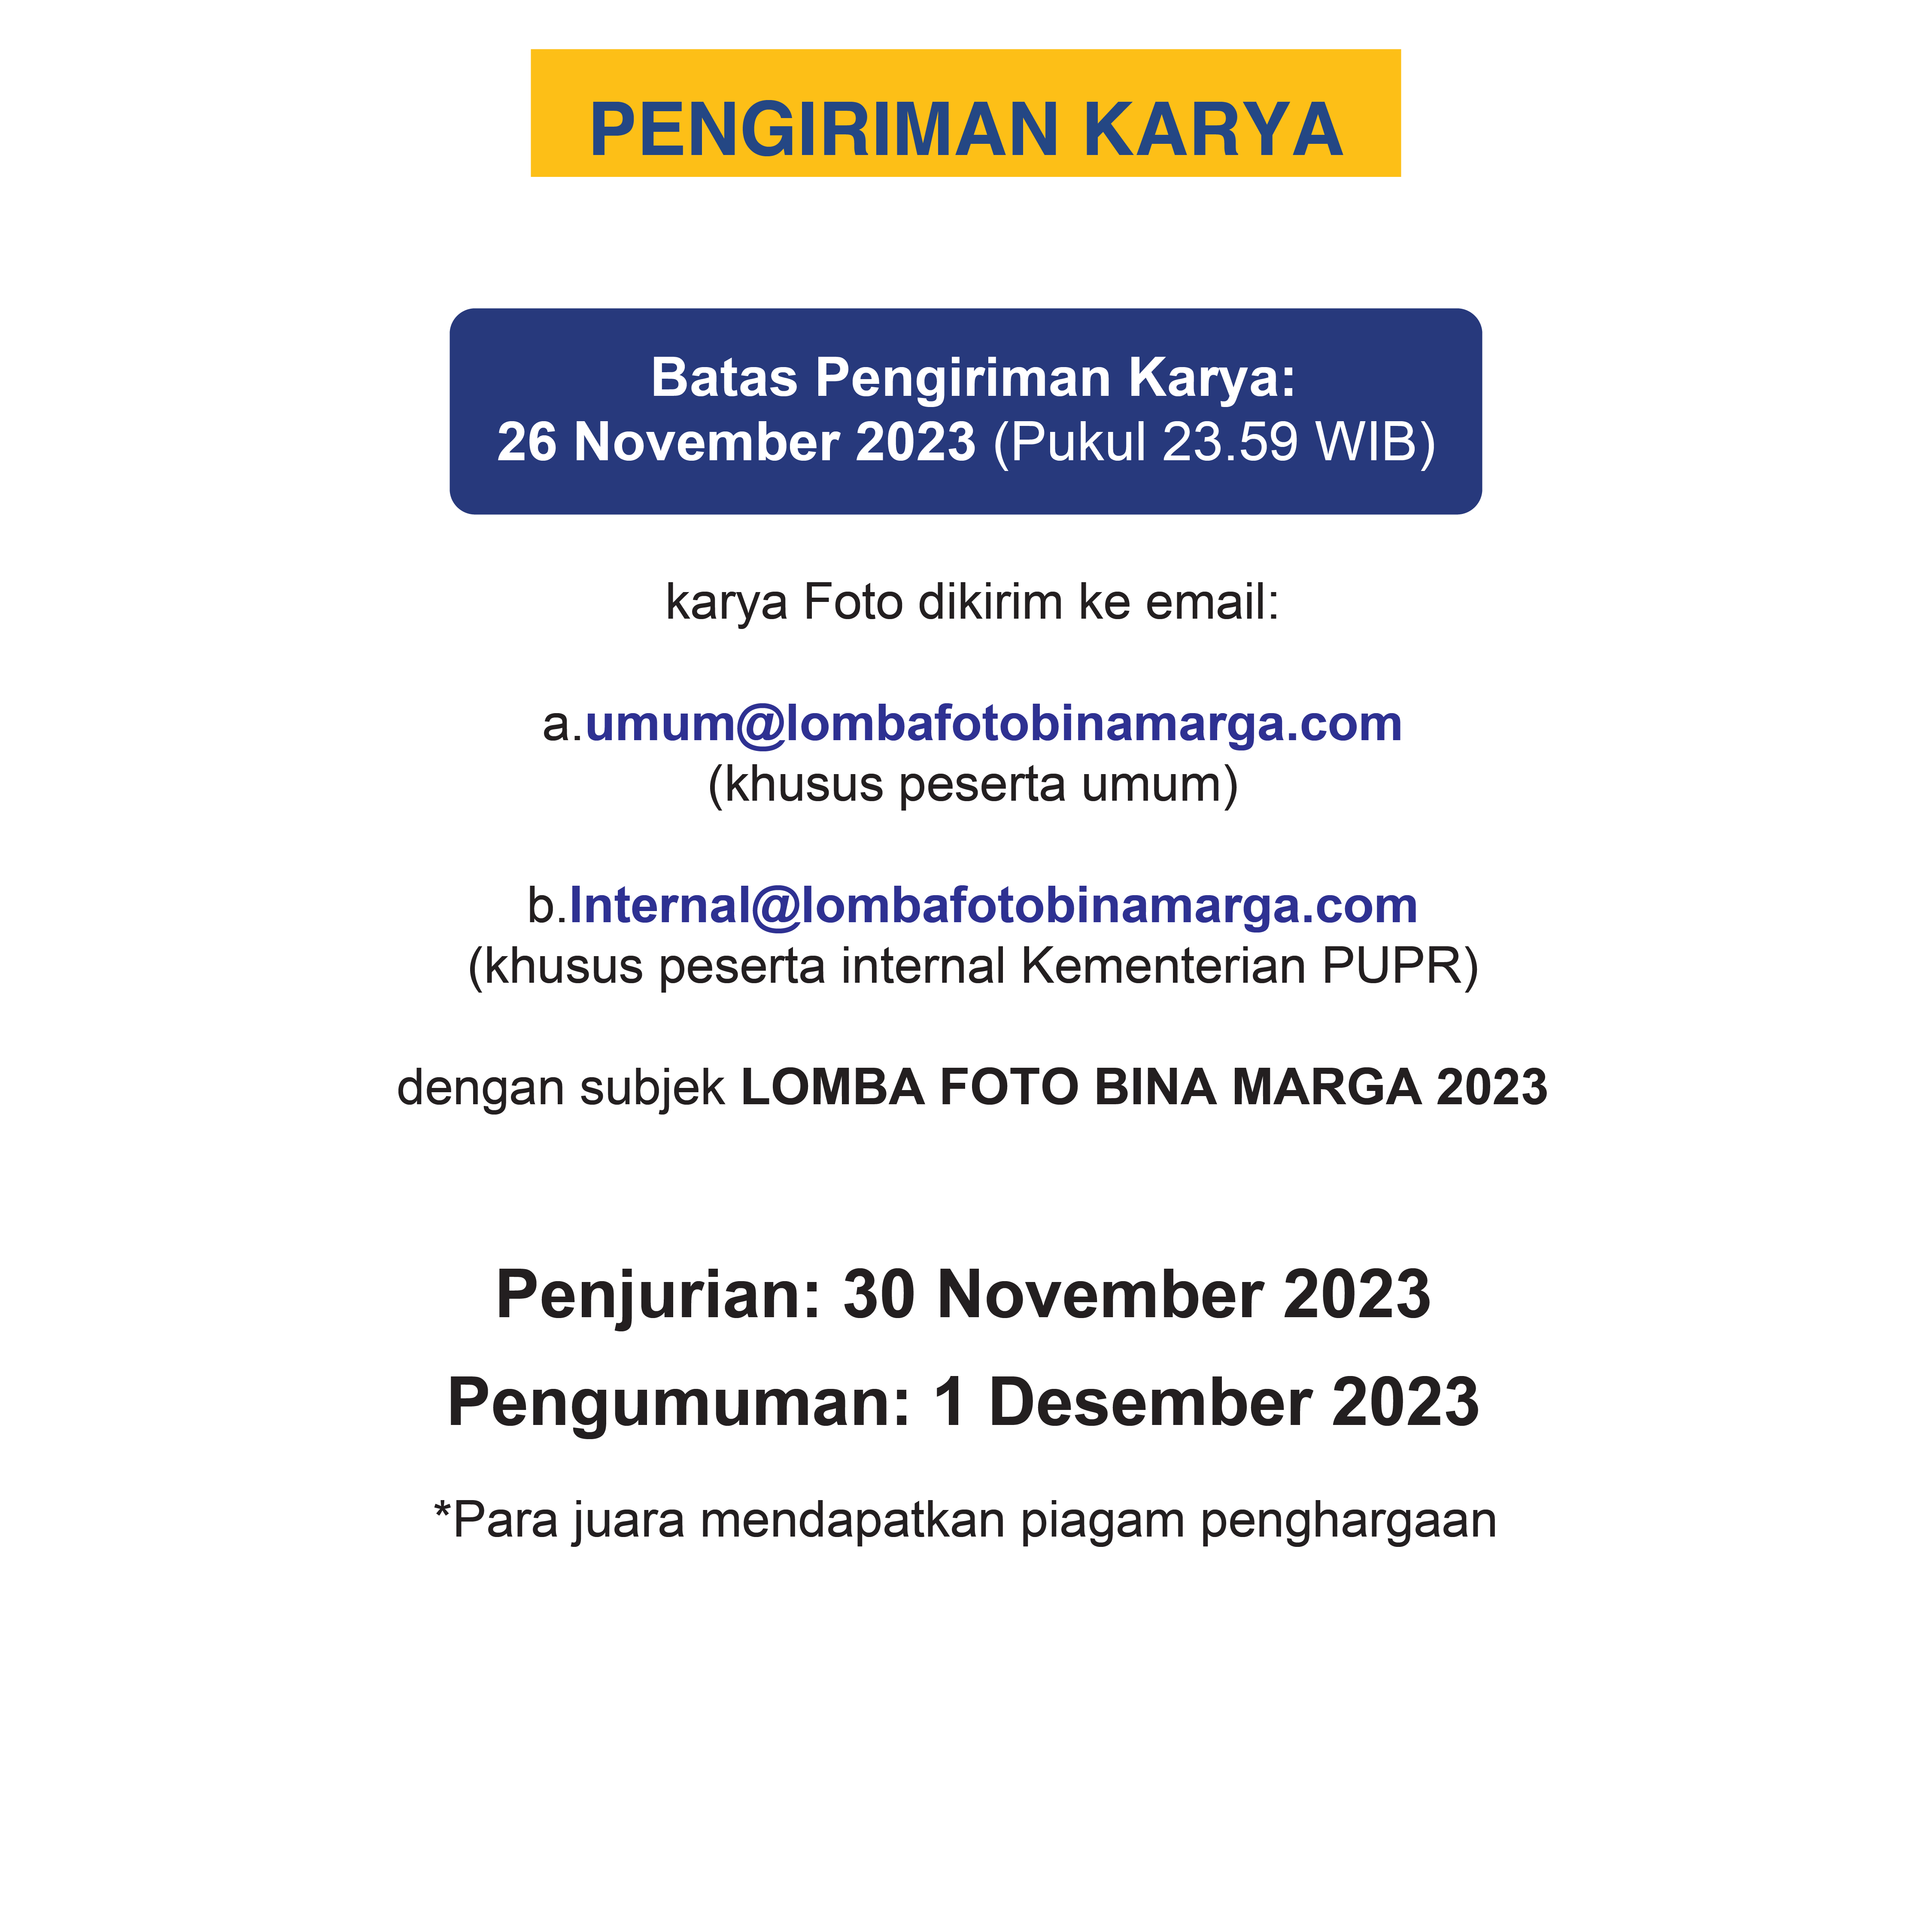 PENGIRIMAN KARYA
Batas Pengiriman Karya:
26 November 2023 (Pukul 23.59 WIB)
karya Foto dikirim ke email:
a.umum@lombafotobinamarga.com
(khusus peserta umum)
b.Internal@lombafotobinamarga.com
(khusus peserta internal Kementerian PUPR)
dengan subjek LOMBA FOTO BINA MARGA 2023
Penjurian: 30 November 2023
Pengumuman: 1 Desember 2023
*Para juara mendapatkan piagam penghargaan